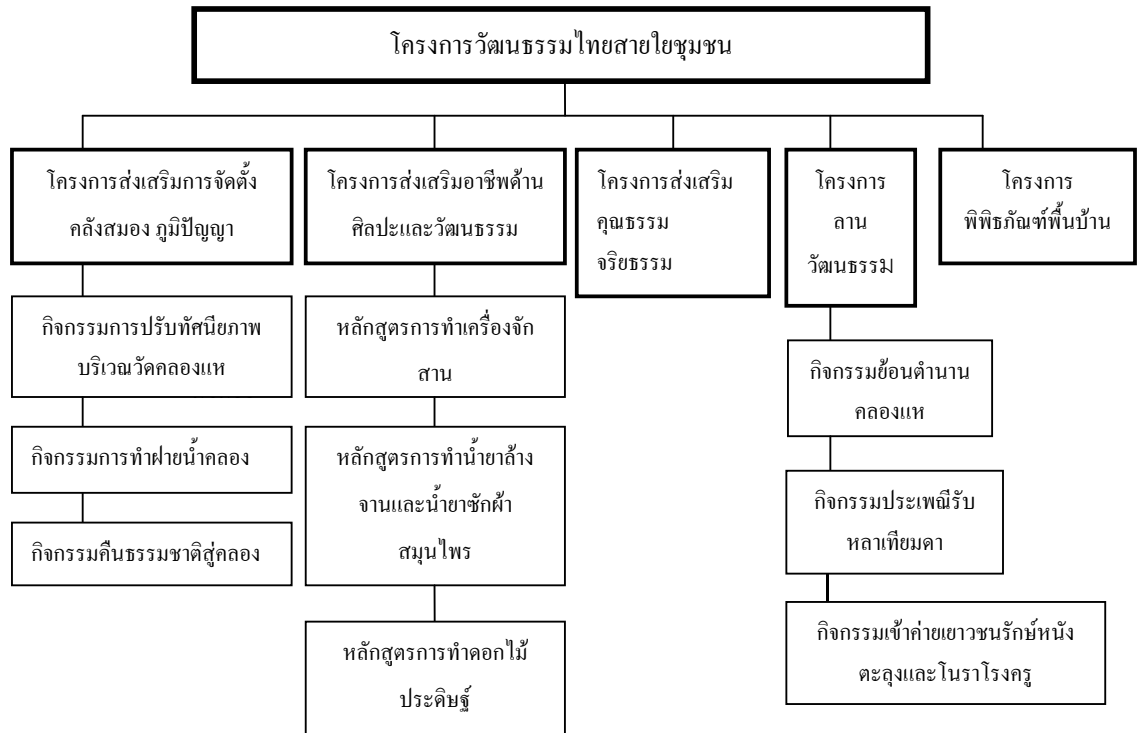 โครงการวัฒนธรรมไทยสายใยชุมชน
โครงการส่งเสริมการจัดตั้ง
คลังสมอง ภูมิปัญญา
โครงการส่งเสริมอาชีพด้าน
ศิลปะและวัฒนธรรม
โครงการส่งเสริม
คุณธรรม
จริยธรรม
โครงการ
ลาน
วัฒนธรรม
โครงการ
พิพิธภัณฑ์พื้นบ้าน
กิจกรรมการปรับทัศนียภาพ
บริเวณวัดคลองแห
กิจกรรมการทำฝายน้ำคลอง
กิจกรรมคืนธรรมชาติสู่คลอง
หลักสูตรการทำเครื่องจัก
สาน
หลักสูตรการทำน้ำยาล้าง
จานและน้ำยาซักผ้า
สมุนไพร
หลักสูตรการทำดอกไม้
ประดิษฐ์
กิจกรรมย้อนตำนาน
คลองแห
กิจกรรมประเพณีรับ
หลาเทียมดา
กิจกรรมเข้าค่ายเยาวชนรักษ์หนัง
ตะลุงและโนราโรงครู